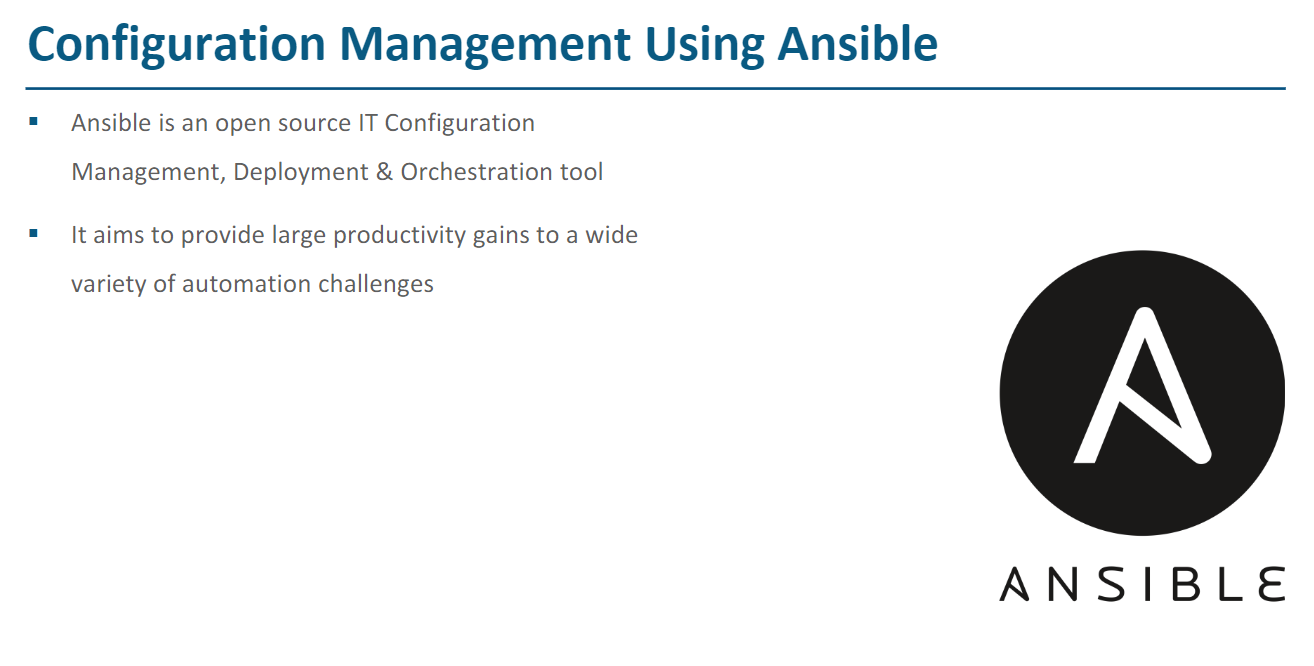 Configuration Management Using Ansible
▪ Ansible is an open source IT Configuration
Management, Deployment & Orchestration tool
▪ It aims to provide large productivity gains to a wide
variety of automation challenges
ANSIBLE